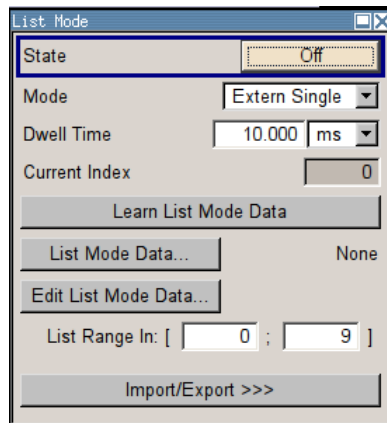 List Mode
State Off
Mode Extern Single
Dwell Time 10.000 ms
Current Index 0
Learn List Mode Data
List Mode Data... None
Edit List Mode Data...
List Range In: [ 0 ; 9 ]
Import/Export >>>